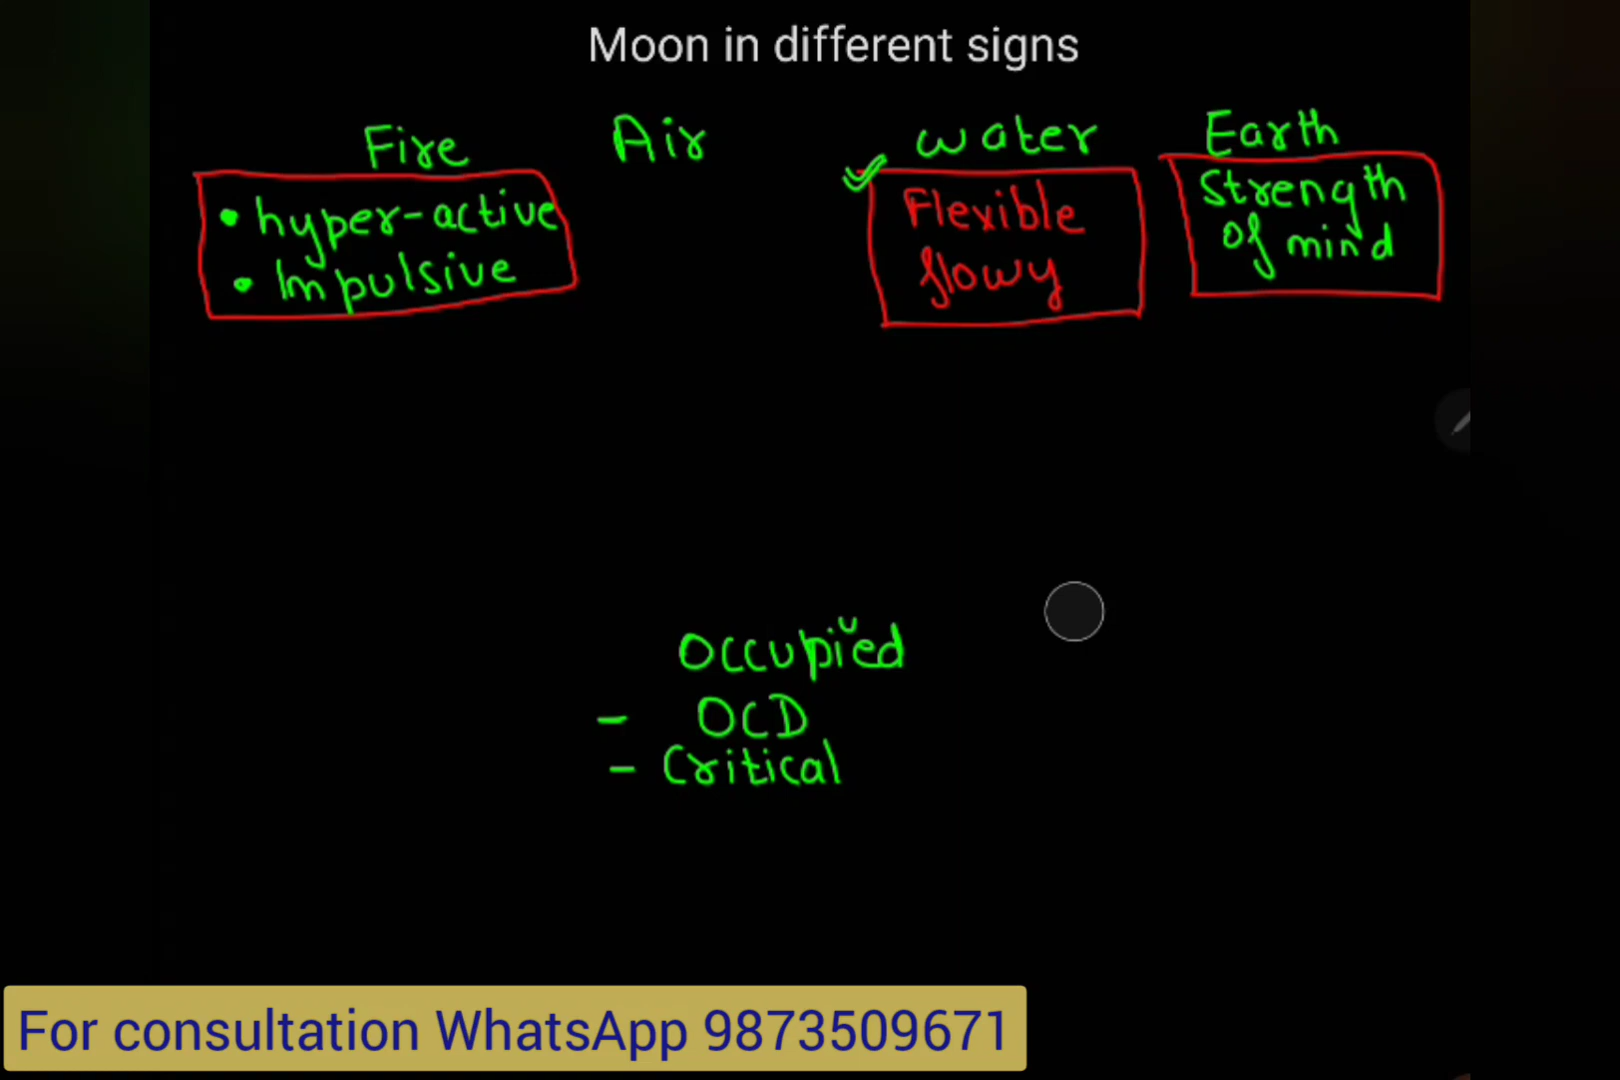 Moon in different signs
Fire Air Water Earth
• hyper-active
• Impulsive
Flexible
flowy
Strength
of mind
Occupied
- OCD
- Critical
For consultation WhatsApp 9873509671